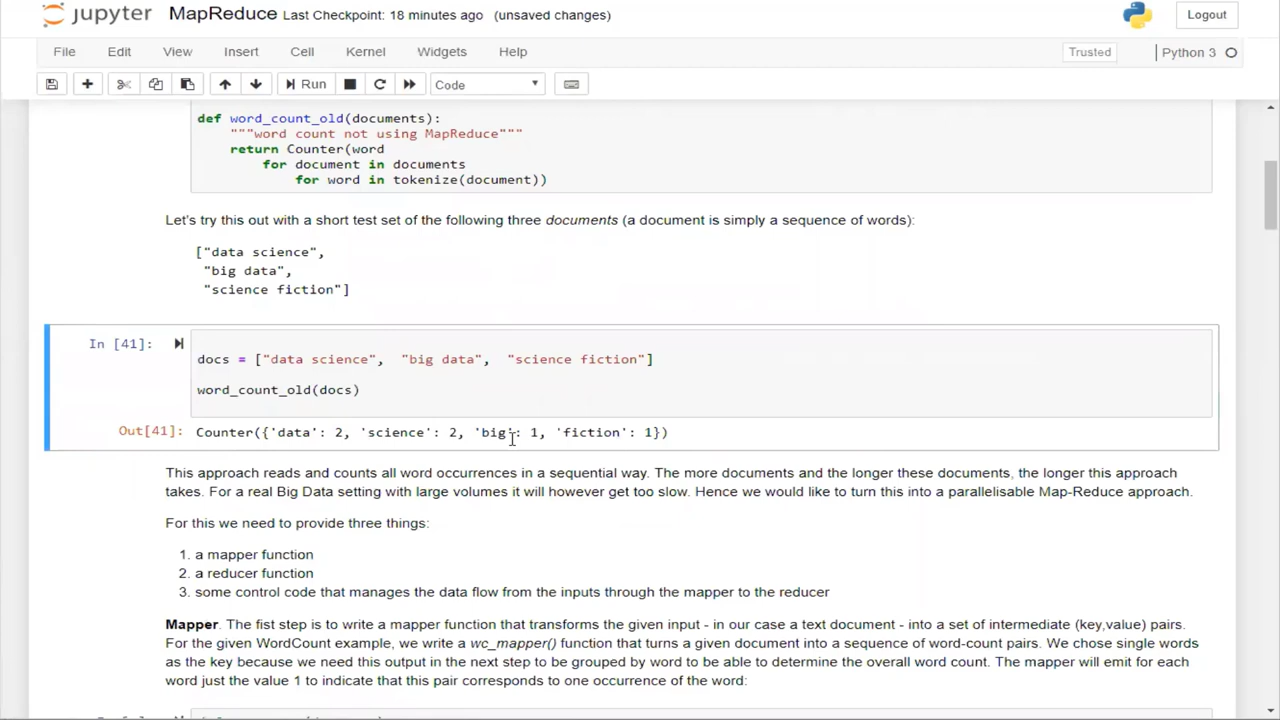 jupyter MapReduce Last Checkpoint: 18 minutes ago (unsaved changes) Logout
File Edit View Insert Cell Kernel Widgets Help Trusted Python 3
Run Code
def word_count_old(documents):
"""word count not using MapReduce"""
return Counter(word
for document in documents
for word in tokenize(document))
Let's try this out with a short test set of the following three documents (a document is simply a sequence of words):
["data science",
"big data",
"science fiction"]
In [41]:
docs = ["data science", "big data", "science fiction"]
word_count_old(docs)
Out[41]: Counter({'data': 2, 'science': 2, 'big': 1, 'fiction': 1})
This approach reads and counts all word occurrences in a sequential way. The more documents and the longer these documents, the longer this approach
takes. For a real Big Data setting with large volumes it will however get too slow. Hence we would like to turn this into a parallelisable Map-Reduce approach.
For this we need to provide three things:
1. a mapper function
2. a reducer function
3. some control code that manages the data flow from the inputs through the mapper to the reducer
Mapper. The fist step is to write a mapper function that transforms the given input - in our case a text document - into a set of intermediate (key,value) pairs.
For the given WordCount example, we write a wc_mapper() function that turns a given document into a sequence of word-count pairs. We chose single words
as the key because we need this output in the next step to be grouped by word to be able to determine the overall word count. The mapper will emit for each
word just the value 1 to indicate that this pair corresponds to one occurrence of the word: